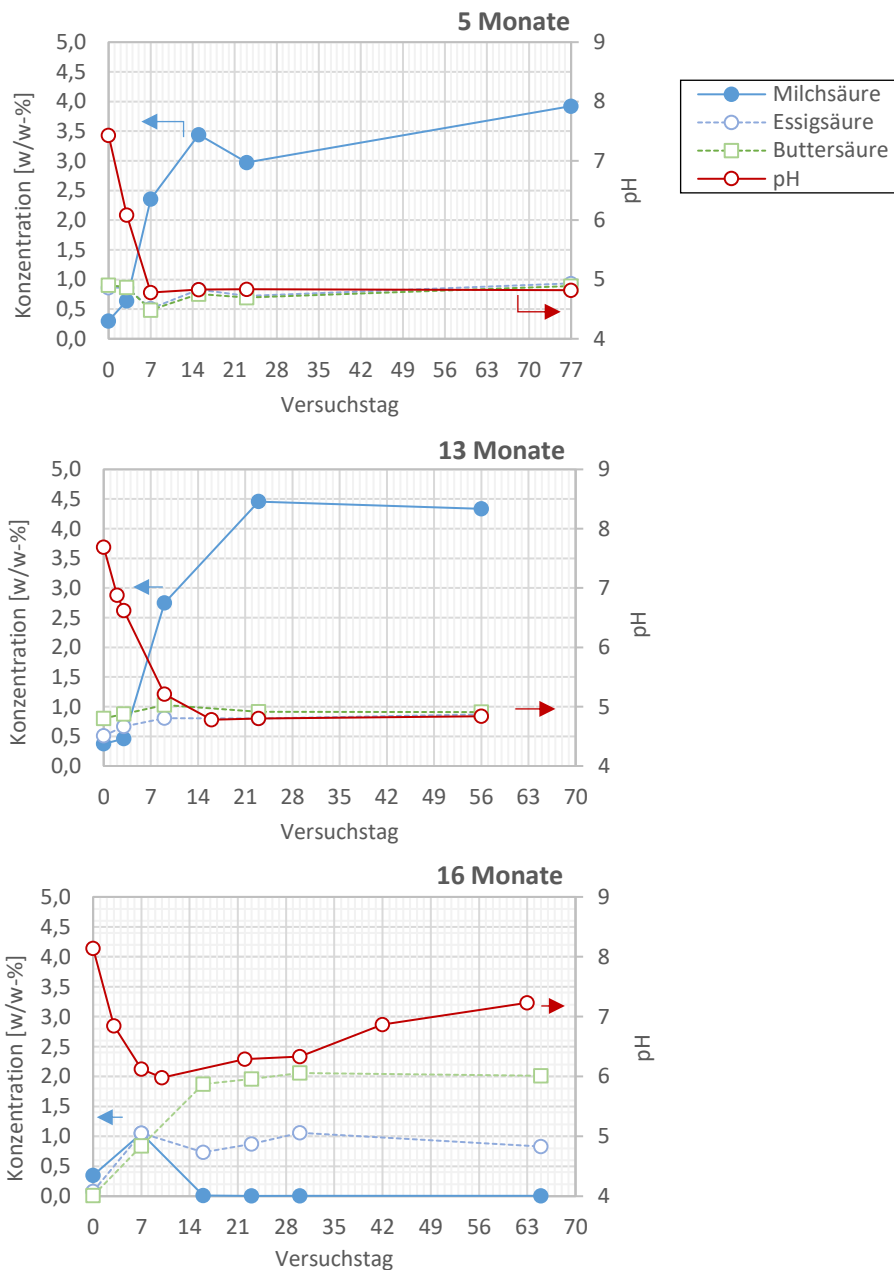 5 Monate
5,0
4,5
4,0
3,5
3,0
2,5
2,0
1,5
1,0
0,5
0,0
Konzentration [w/w-%]
9
8
7
6
5
4
pH
0 7 14 21 28 35 42 49 56 63 70 77
Versuchstag
Milchsäure
Essigsäure
Buttersäure
pH
13 Monate
5,0
4,5
4,0
3,5
3,0
2,5
2,0
1,5
1,0
0,5
0,0
Konzentration [w/w-%]
9
8
7
6
5
4
pH
0 7 14 21 28 35 42 49 56 63 70
Versuchstag
16 Monate
5,0
4,5
4,0
3,5
3,0
2,5
2,0
1,5
1,0
0,5
0,0
Konzentration [w/w-%]
9
8
7
6
5
4
pH
0 7 14 21 28 35 42 49 56 63 70
Versuchstag